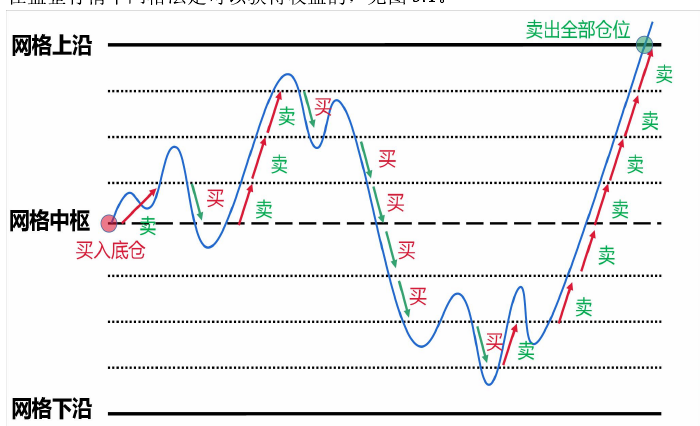 卖出全部仓位
网格上沿
卖
卖 买
卖
卖 买 卖
买 卖 买 卖
网格中枢 卖
买入底仓 买 卖
买 卖
买 卖
网格下沿